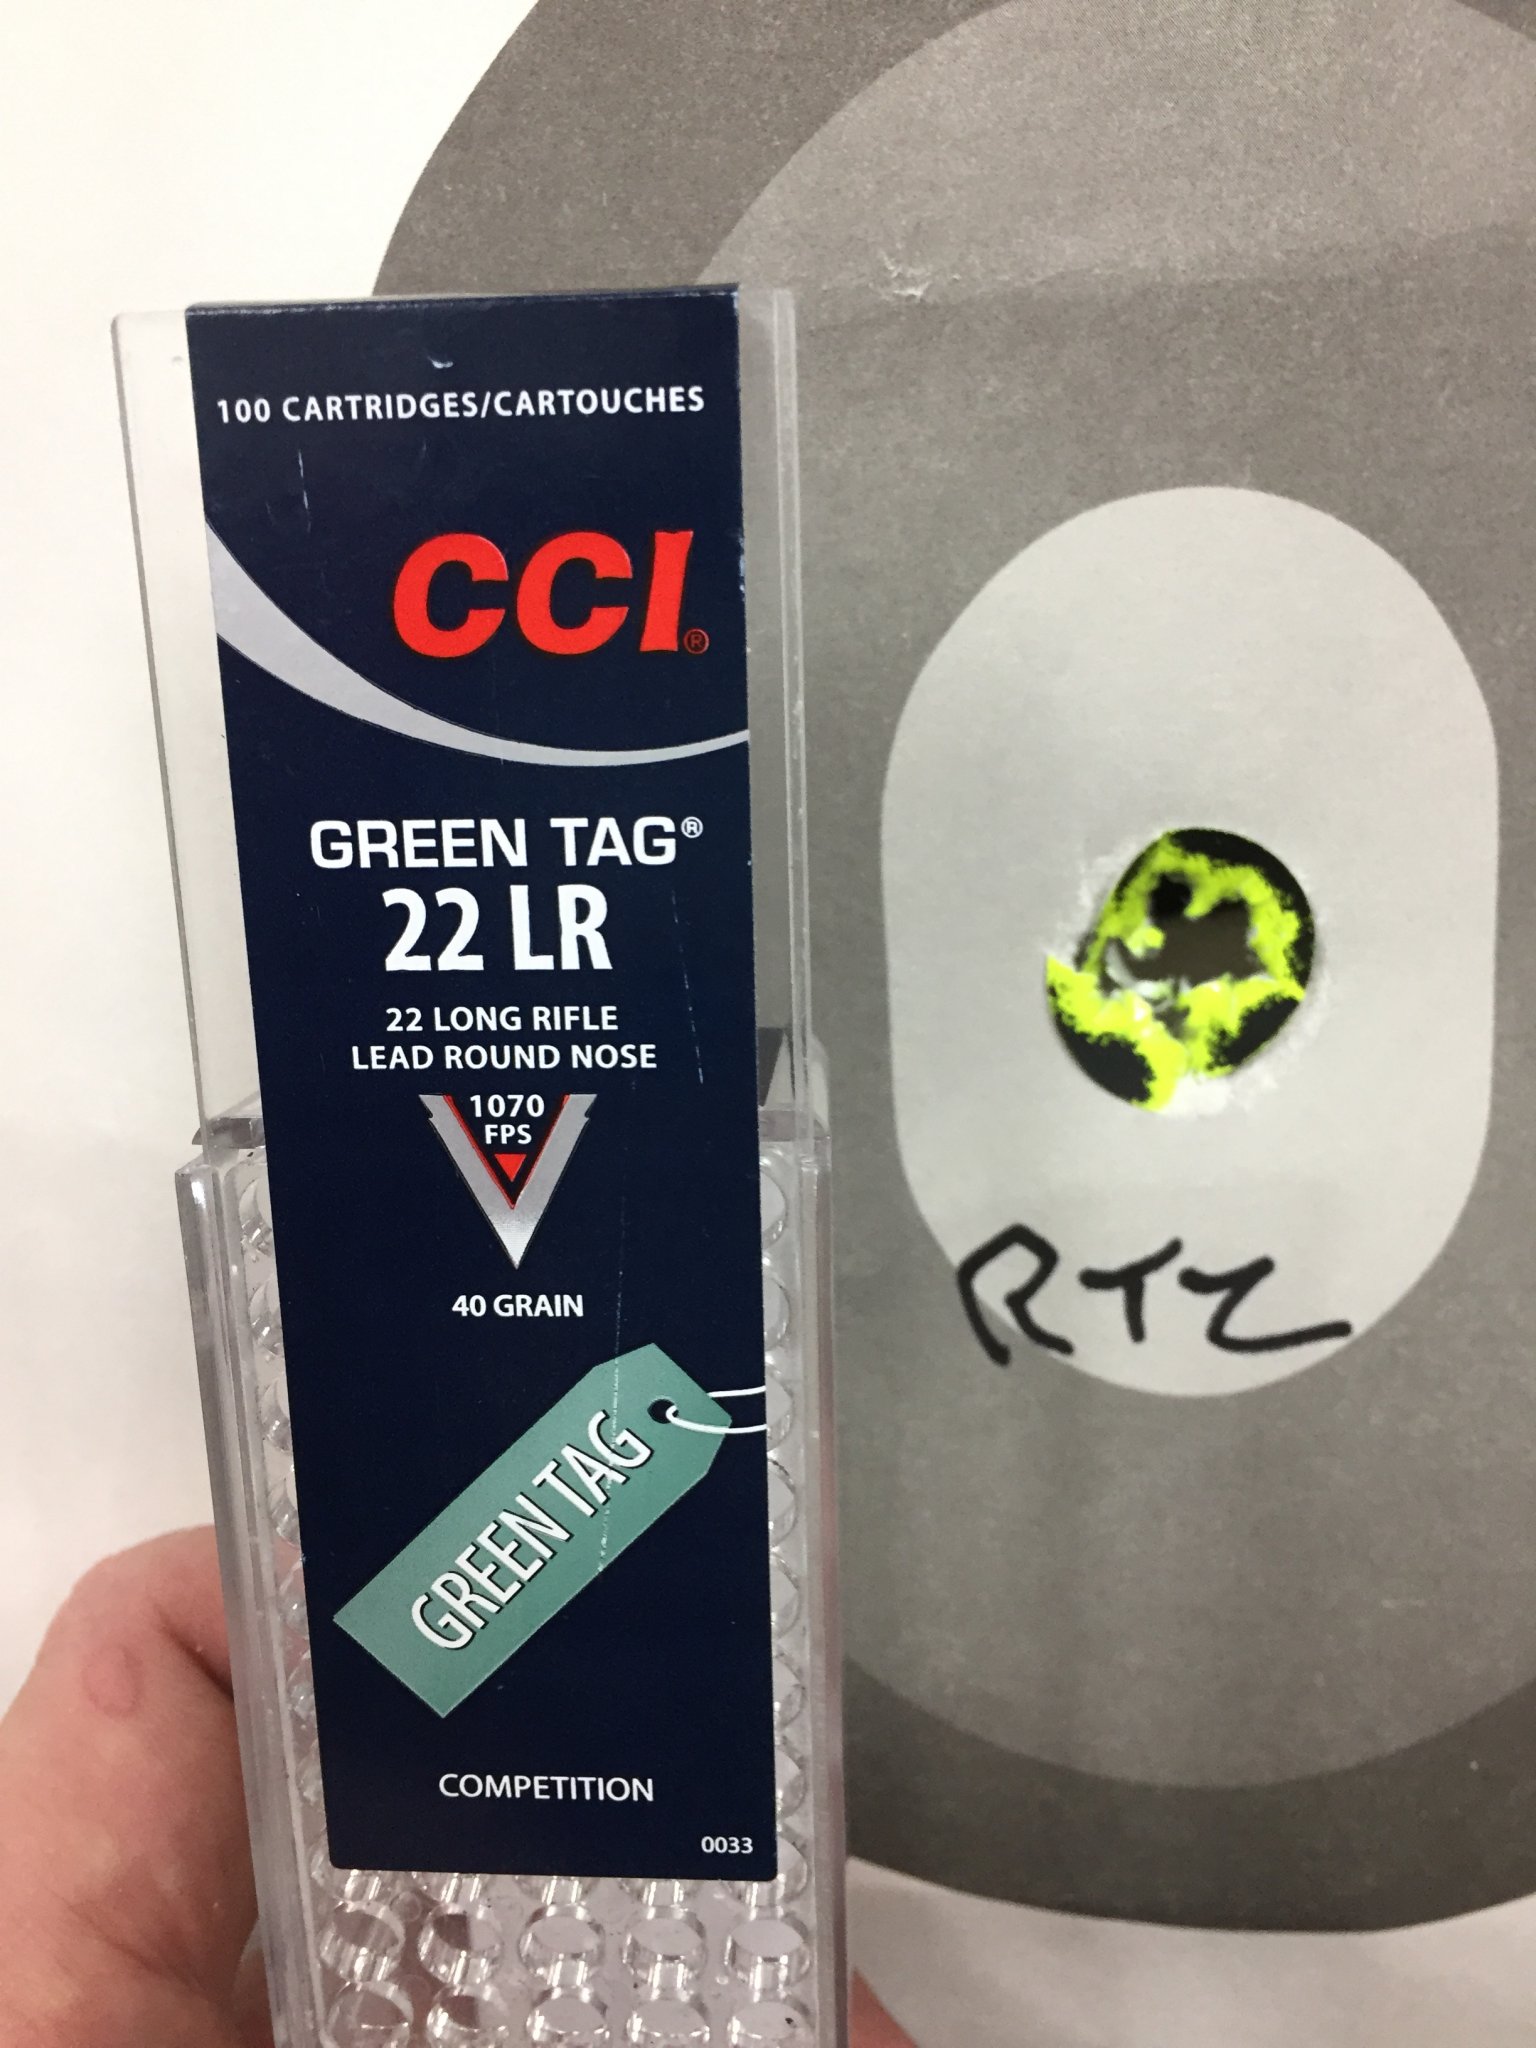 100 CARTRIDGES/CARTOUCHES
CCI®
GREEN TAG®
22 LR
22 LONG RIFLE
LEAD ROUND NOSE
1070
FPS
40 GRAIN
GREEN TAG
COMPETITION
0033
RTZ